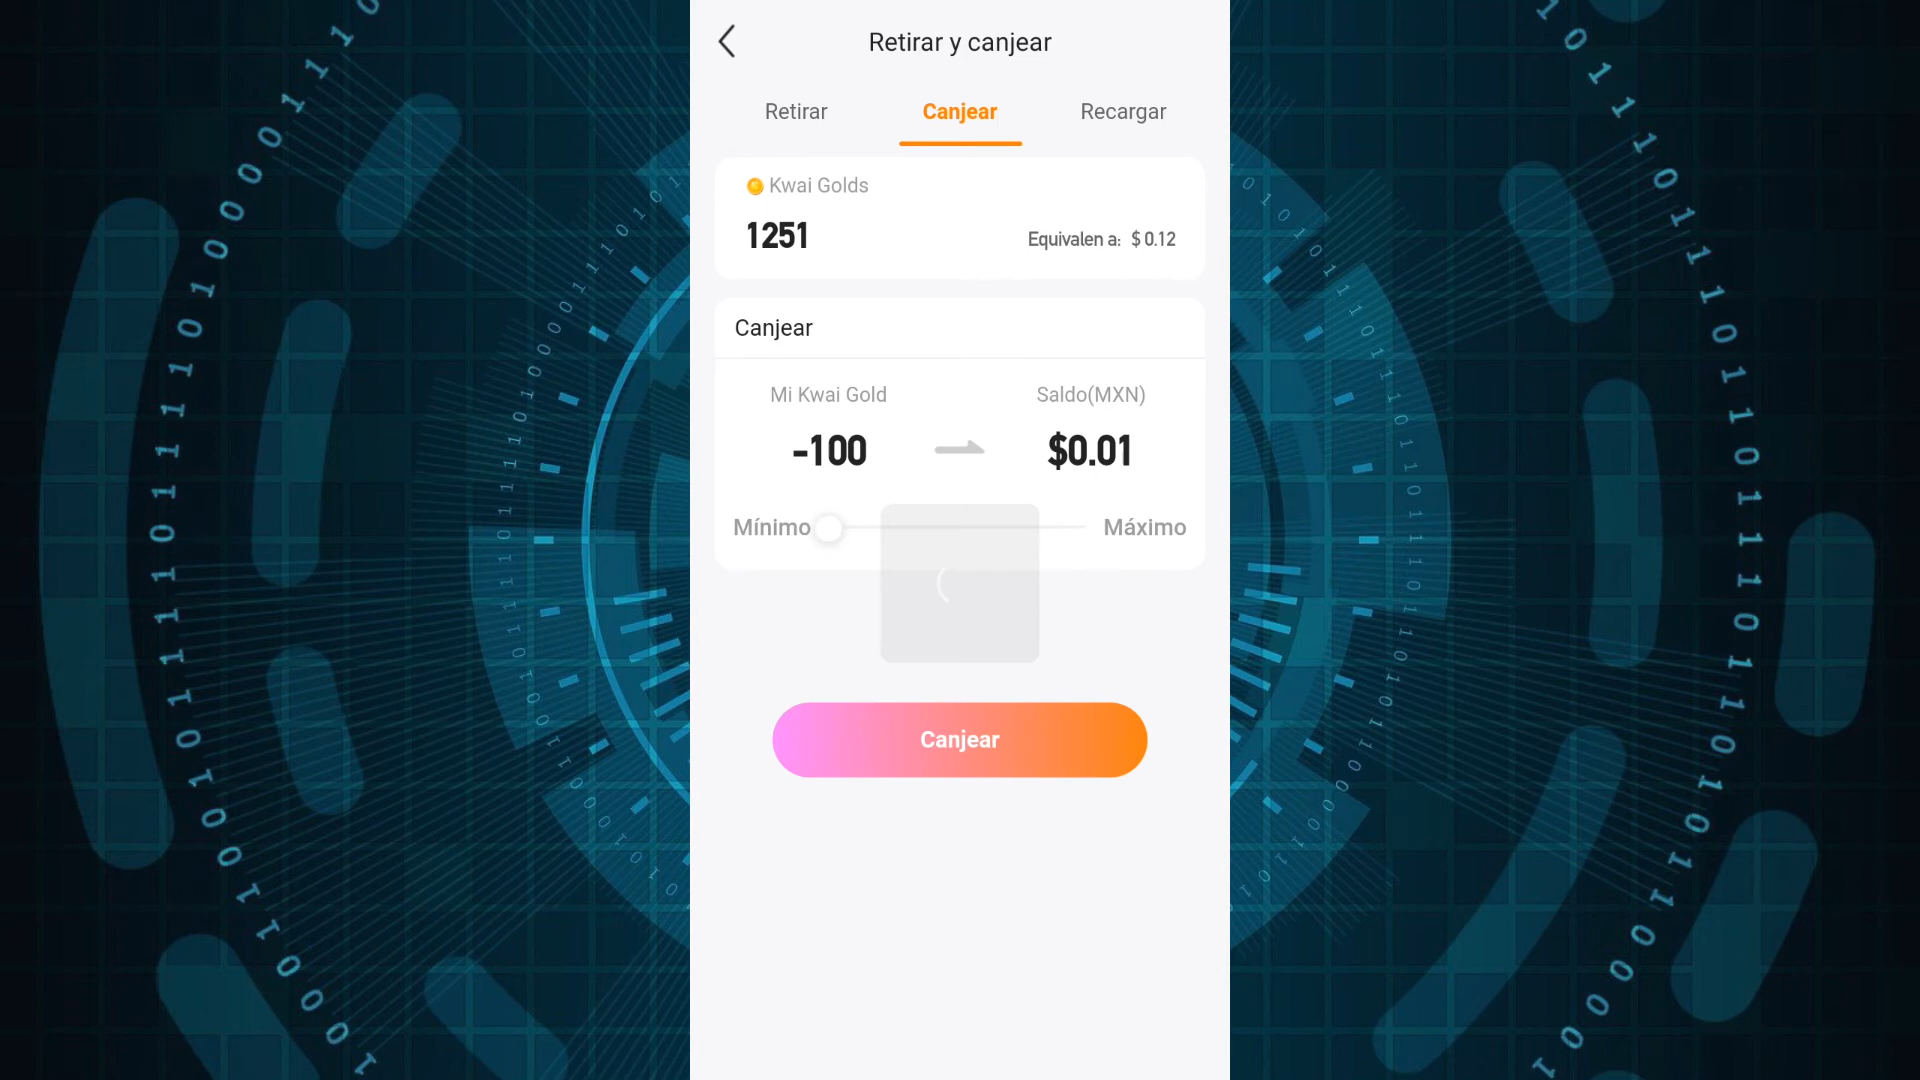 Retirar y canjear
Retirar Canjear Recargar
Kwai Golds
1251 Equivalen a: $ 0.12
Canjear
Mi Kwai Gold Saldo(MXN)
-100 $0.01
Mínimo Máximo
Canjear